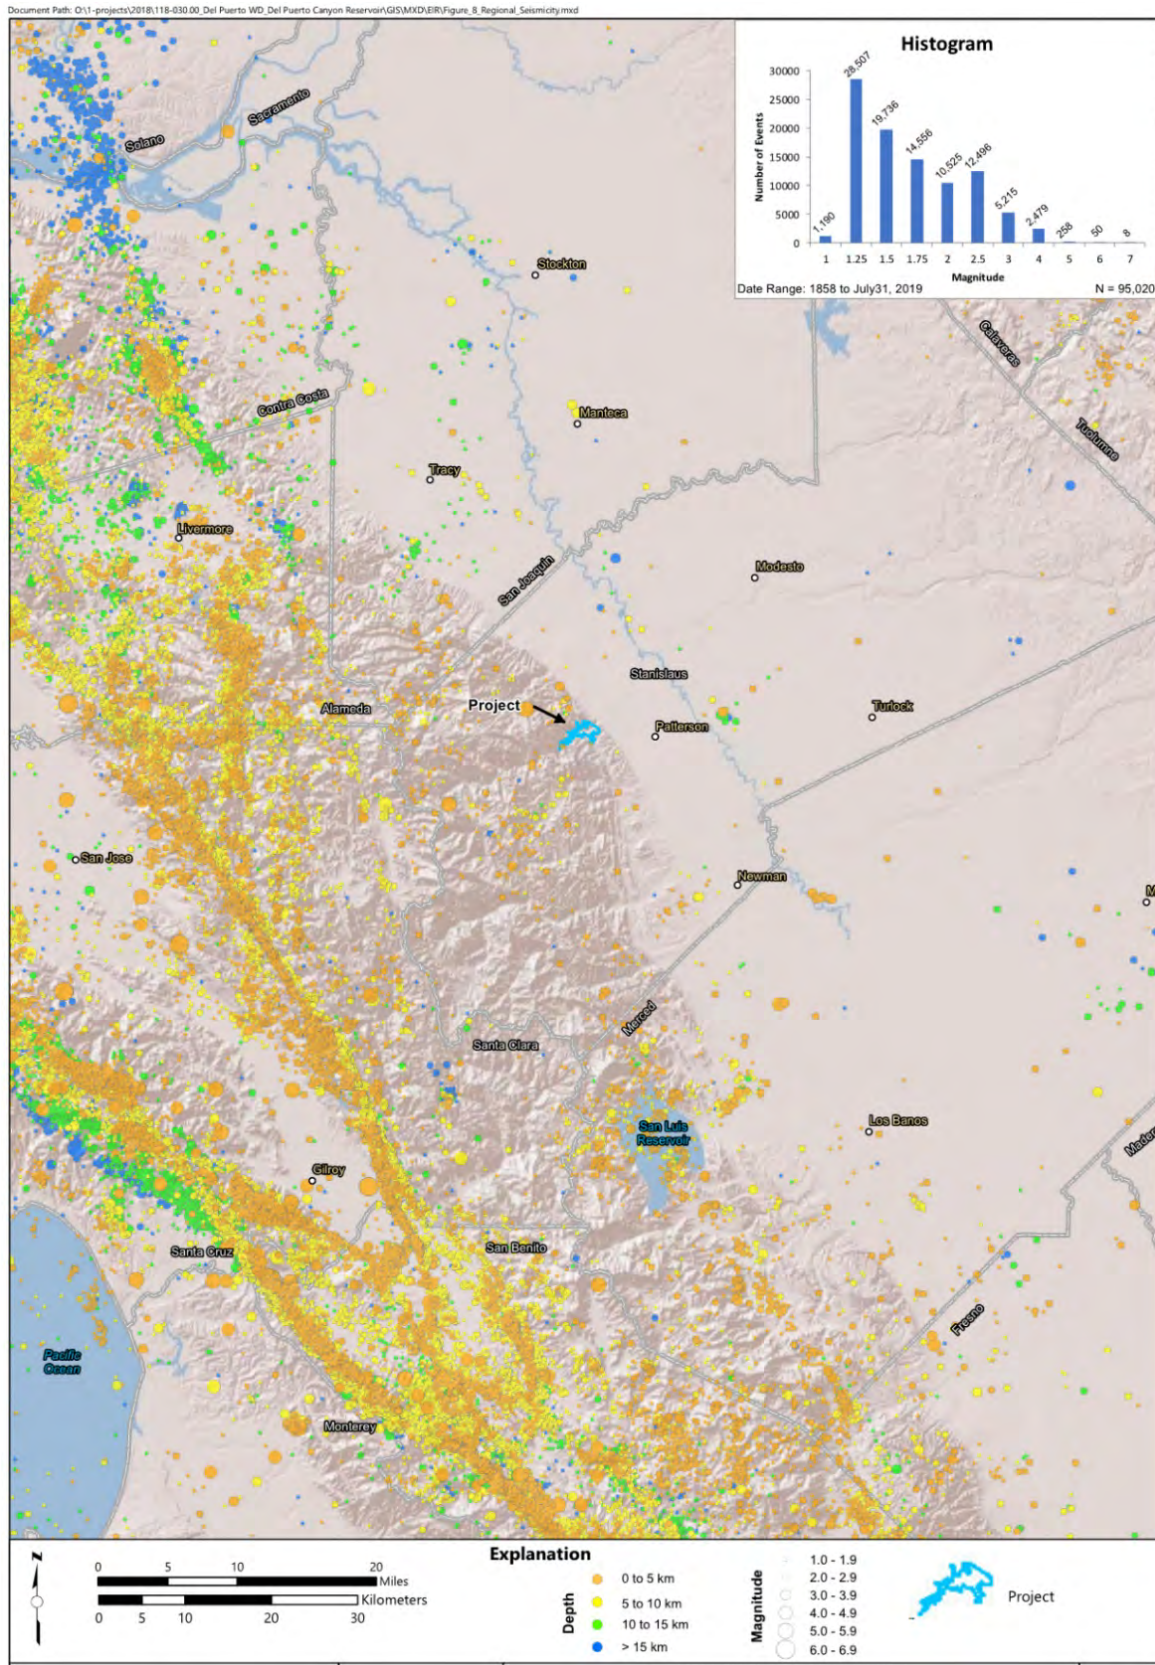 Document Path: O:\1-projects\2018\118-030.00_Del Puerto WD_Del Puerto Canyon Reservoir\GIS\MXD\EIR\Figure_8_Regional_Seismicity.mxd
Histogram
Number of Events
30000
25000
20000
15000
10000
5000
0
1,190
28,507
19,736
14,556
10,525
12,496
5,215
2,479
258
50
8
1 1.25 1.5 1.75 2 2.5 3 4 5 6 7
Magnitude
Date Range: 1858 to July31, 2019 N = 95,020
Sacramento
Solano
Stockton
Calaveras
Contra Costa
Manteca
Tuolumne
Tracy
Livermore
San Joaquin
Modesto
Stanislaus
Project
Alameda
Patterson
Turlock
San Jose
Newman
M
Merced
Santa Clara
San Luis
Reservoir
Los Banos
Madera
Gilroy
Santa Cruz
San Benito
Fresno
Pacific
Ocean
Monterey
Explanation
N
0 5 10 20
Miles
Kilometers
0 5 10 20 30
Depth
0 to 5 km
5 to 10 km
10 to 15 km
> 15 km
Magnitude
1.0 - 1.9
2.0 - 2.9
3.0 - 3.9
4.0 - 4.9
5.0 - 5.9
6.0 - 6.9
Project